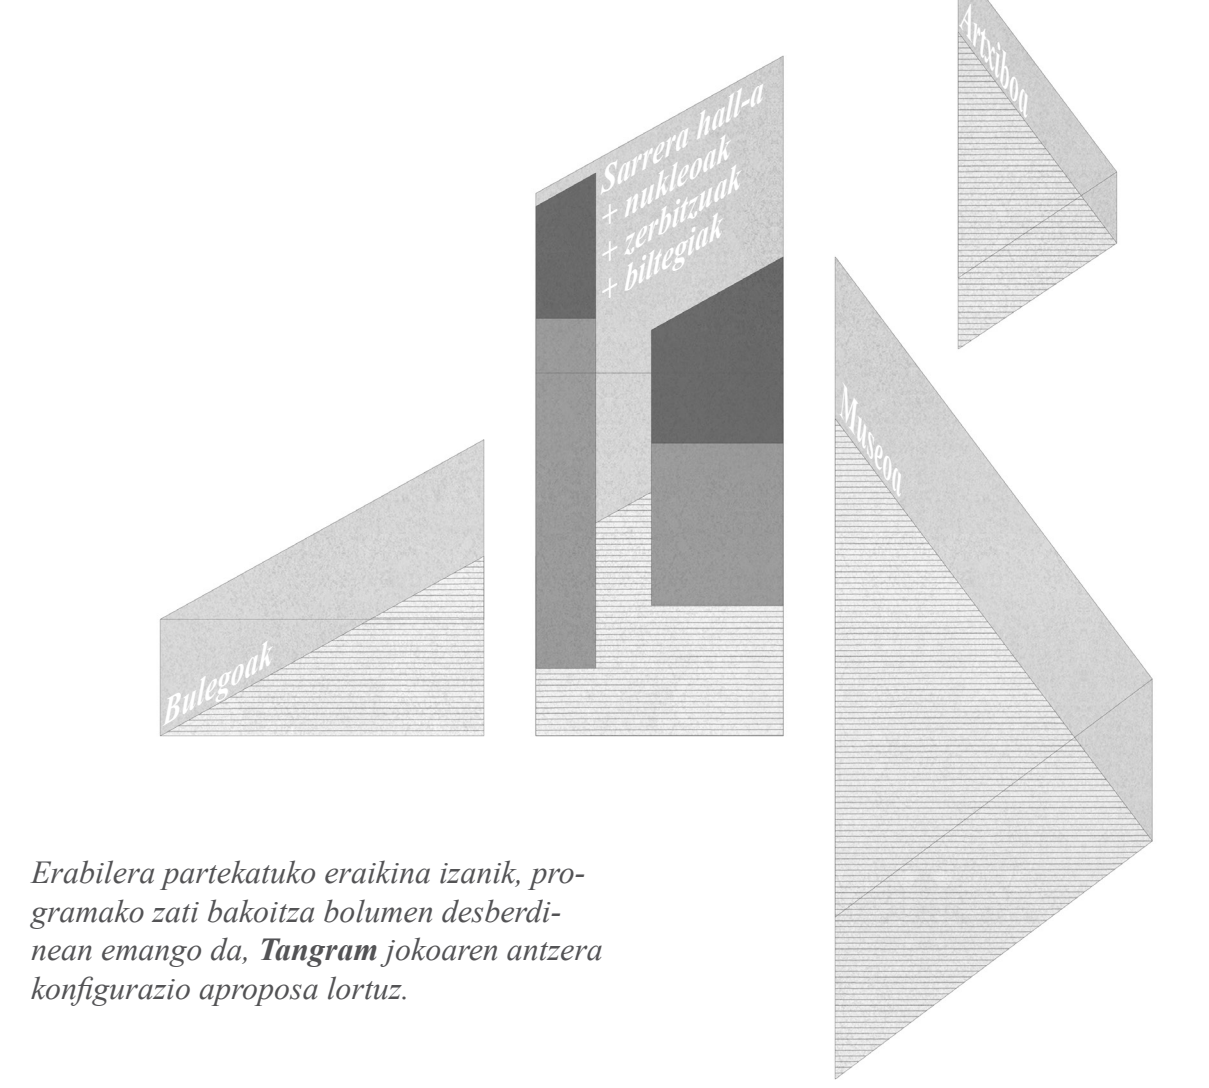 Artxiboa
Sarrera hall-a
+ nukleoak
+ zerbitzuak
+ biltegiak
Museoa
Bulegoak
Erabilera partekatuko eraikina izanik, pro-
gramako zati bakoitza bolumen desberdi-
nean emango da, Tangram jokoaren antzera
konfigurazio aproposa lortuz.